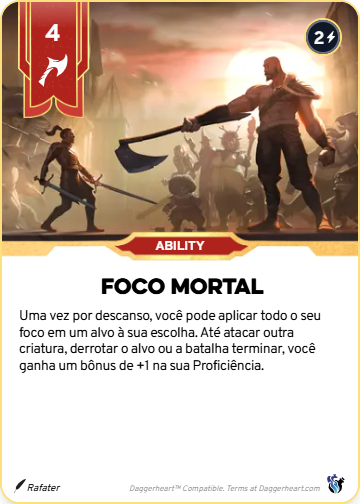 4
2
ABILITY
FOCO MORTAL
Uma vez por descanso, você pode aplicar todo o seu
foco em um alvo à sua escolha. Até atacar outra
criatura, derrotar o alvo ou a batalha terminar, você
ganha um bônus de +1 na sua Proficiência.
Rafater
Daggerheart™ Compatible. Terms at Daggerheart.com